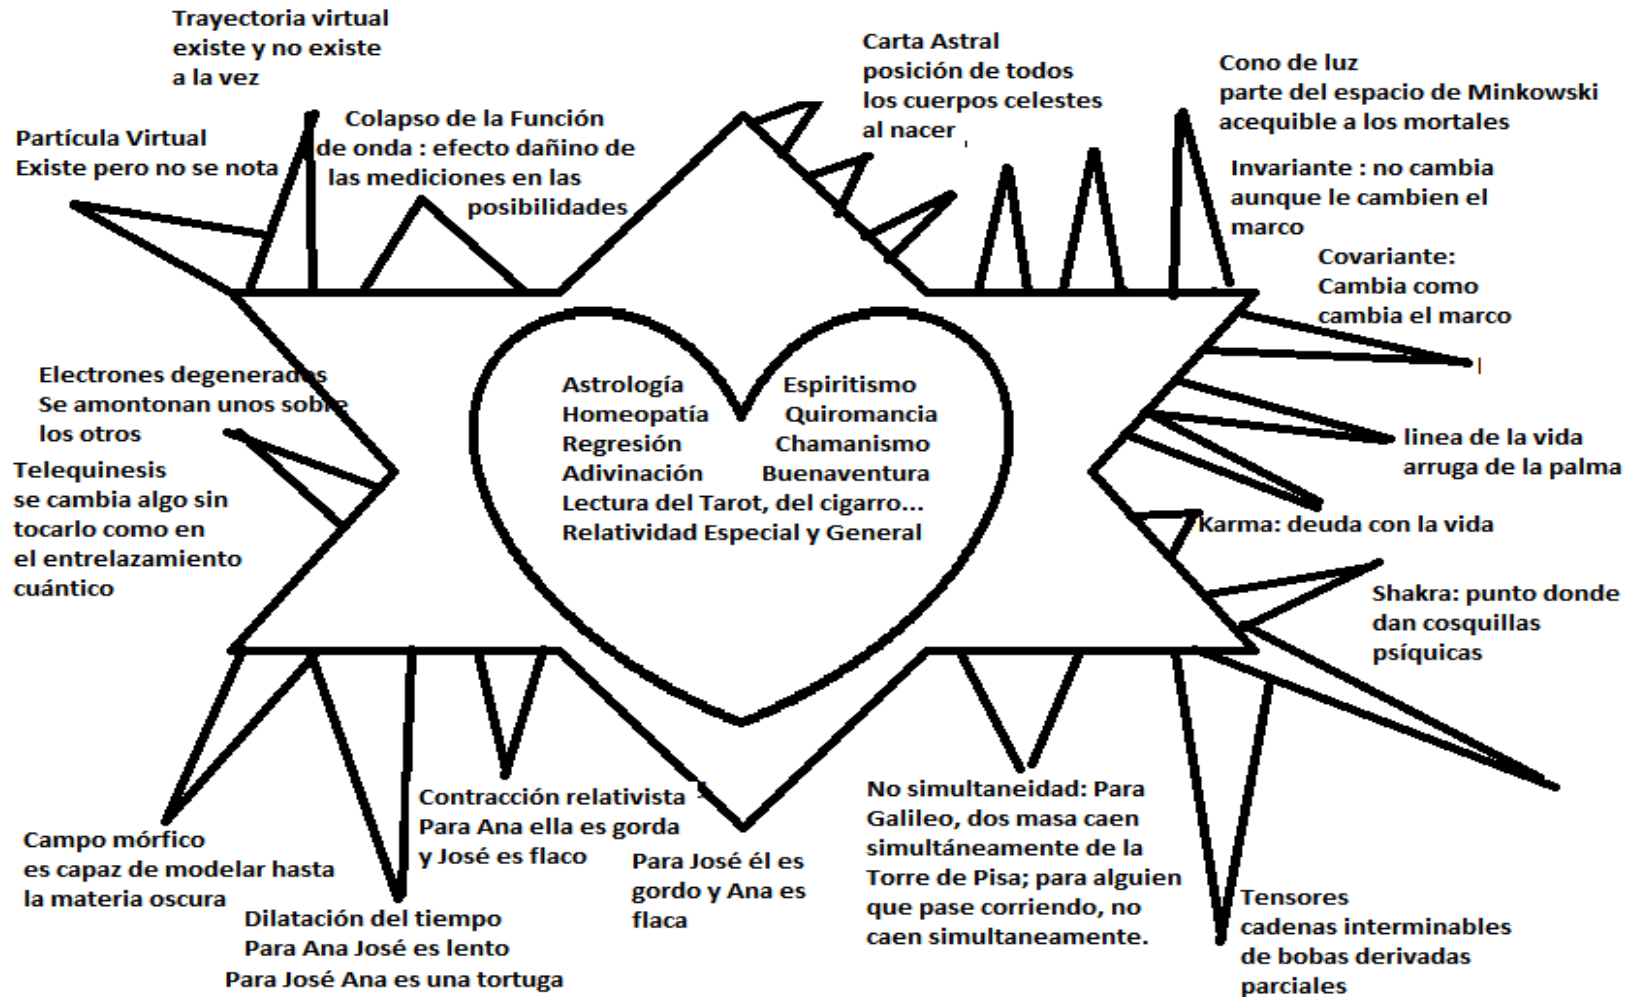 Trayectoria virtual
existe y no existe
a la vez
Carta Astral
posición de todos
los cuerpos celestes
al nacer
Cono de luz
parte del espacio de Minkowski
acequible a los mortales
Partícula Virtual
Existe pero no se nota
Colapso de la Función
de onda : efecto dañino de
las mediciones en las
posibilidades
Invariante : no cambia
aunque le cambien el
marco
Covariante:
Cambia como
cambia el marco
Electrones degenerados
Se amontonan unos sobre
los otros
Astrología Espiritismo
Homeopatía Quiromancia
Regresión Chamanismo
Adivinación Buenaventura
Lectura del Tarot, del cigarro...
Relatividad Especial y General
linea de la vida
arruga de la palma
Telequinesis
se cambia algo sin
tocarlo como en
el entrelazamiento
cuántico
Karma: deuda con la vida
Shakra: punto donde
dan cosquillas
psíquicas
Campo mórfico
es capaz de modelar hasta
la materia oscura
Dilatación del tiempo
Para Ana José es lento
Para José Ana es una tortuga
Contracción relativista
Para Ana ella es gorda
y José es flaco
Para José él es
gordo y Ana es
flaca
No simultaneidad: Para
Galileo, dos masa caen
simultáneamente de la
Torre de Pisa; para alguien
que pase corriendo, no
caen simultaneamente.
Tensores
cadenas interminables
de bobas derivadas
parciales